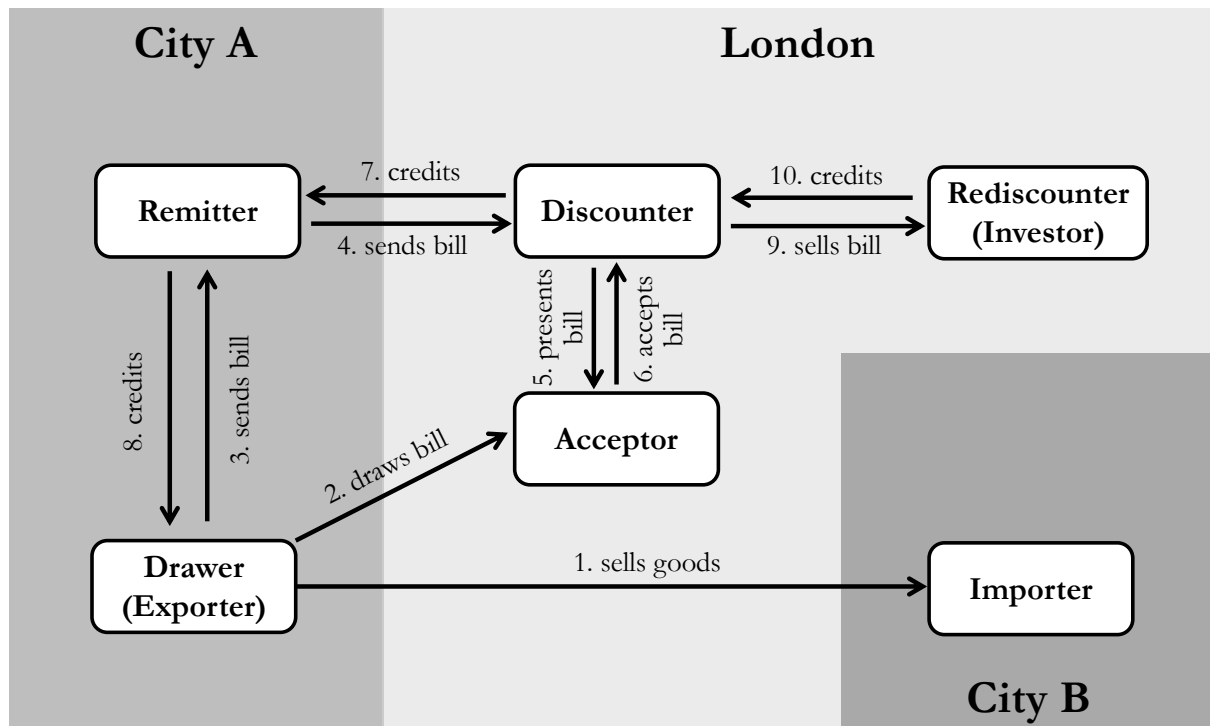 City A
London
7. credits
10. credits
Remitter
Discounter
Rediscounter
(Investor)
4. sends bill
9. sells bill
8. credits
3. sends bill
5. presents
bill
6. accepts
bill
Acceptor
2. draws bill
Drawer
(Exporter)
1. sells goods
Importer
City B